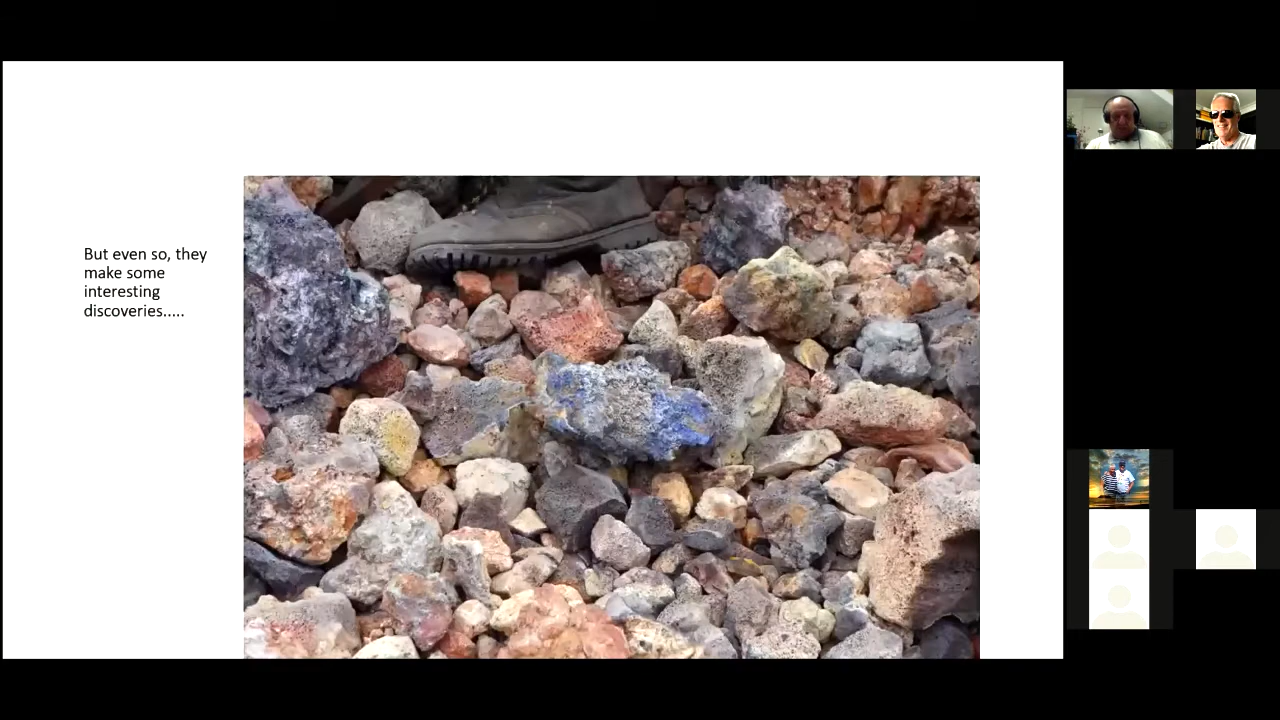 But even so, they
make some
interesting
discoveries.....